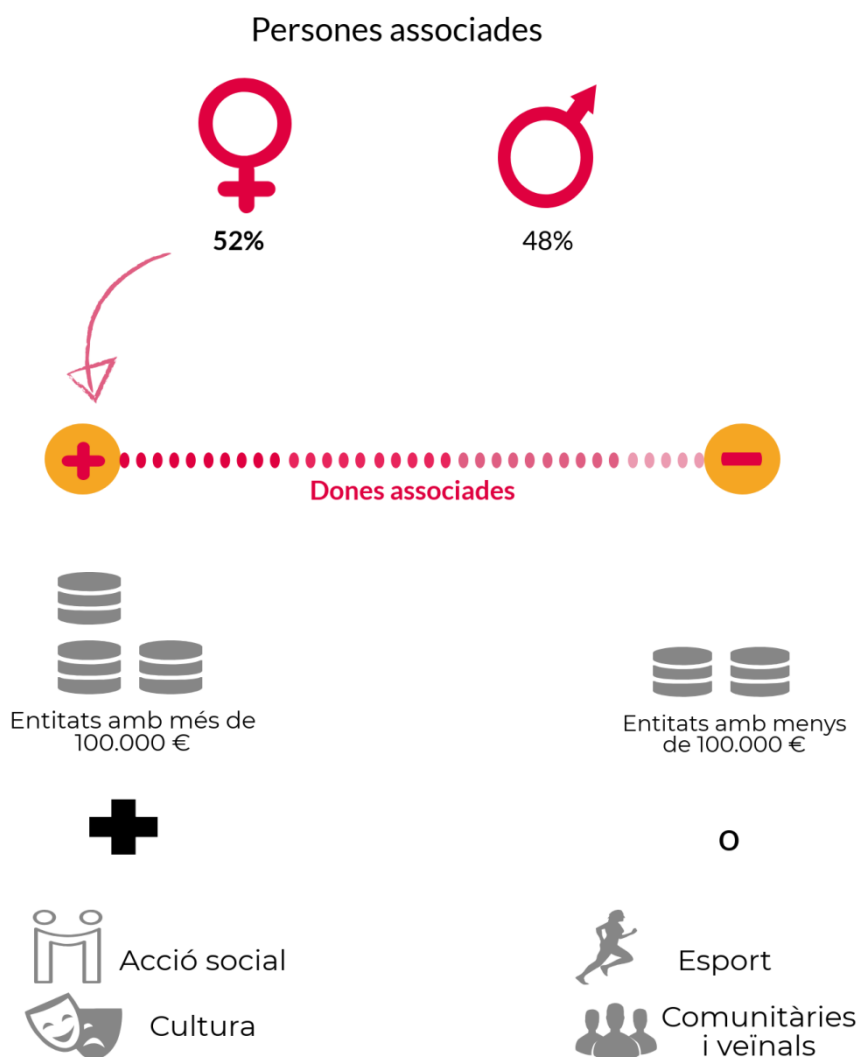 Persones associades
52%
48%
Dones associades
Entitats amb més de
100.000 €
Entitats amb menys
de 100.000 €
o
Acció social
Esport
Cultura
Comunitàries
i veïnals